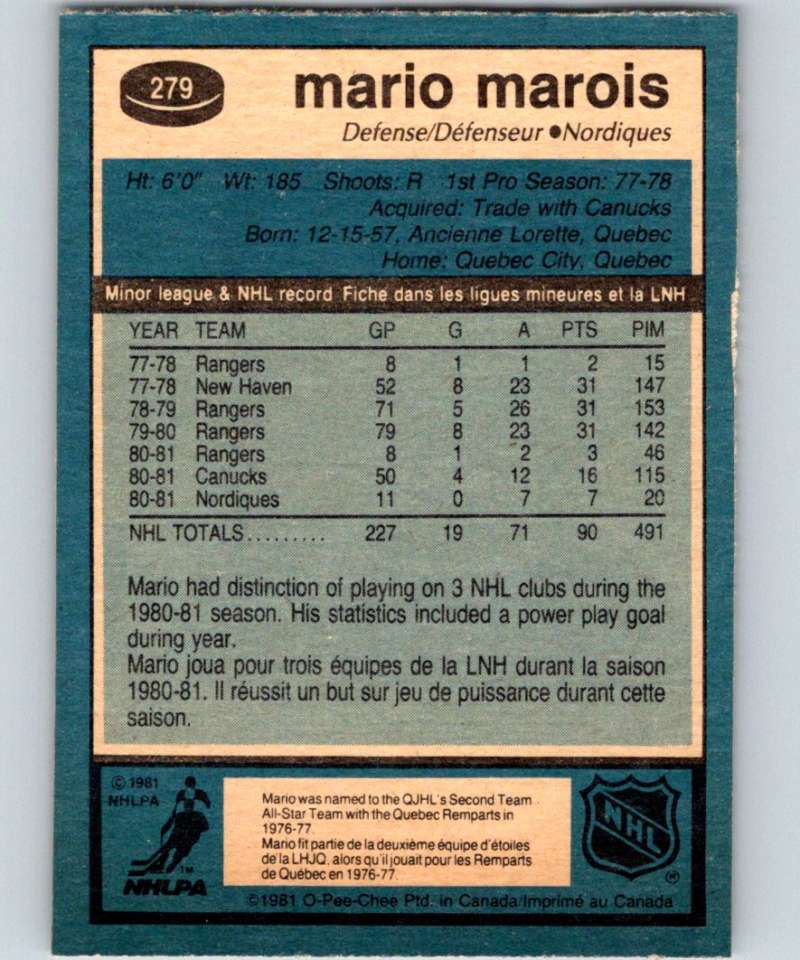 279
mario marois
Defense/Défenseur ●Nordiques
Ht: 6'0" Wt: 185 Shoots: R 1st Pro Season: 77-78
Acquired: Trade with Canucks
Born: 12-15-57, Ancienne Lorette, Quebec
Home: Quebec City, Quebec
Minor league & NHL record Fiche dans les ligues mineures et la LNH
YEAR TEAM GP G A PTS PIM
77-78 Rangers 8 1 1 2 15
77-78 New Haven 52 8 23 31 147
78-79 Rangers 71 5 26 31 153
79-80 Rangers 79 8 23 31 142
80-81 Rangers 8 1 2 3 46
80-81 Canucks 50 4 12 16 115
80-81 Nordiques 11 0 7 7 20
NHL TOTALS......... 227 19 71 90 491
Mario had distinction of playing on 3 NHL clubs during the
1980-81 season. His statistics included a power play goal
during year.
Mario joua pour trois équipes de la LNH durant la saison
1980-81. Il réussit un but sur jeu de puissance durant cette
saison.
© 1981
NHLPA
TM
NHLPA
Mario was named to the QJHL's Second Team
All-Star Team with the Quebec Remparts in
1976-77.
Mario fit partie de la deuxième équipe d'étoiles
de la LHJQ, alors qu'il jouait pour les Remparts
de Québec en 1976-77.
NHL
©1981 O-Pee-Chee Ptd. in Canada/Imprimé au Canada